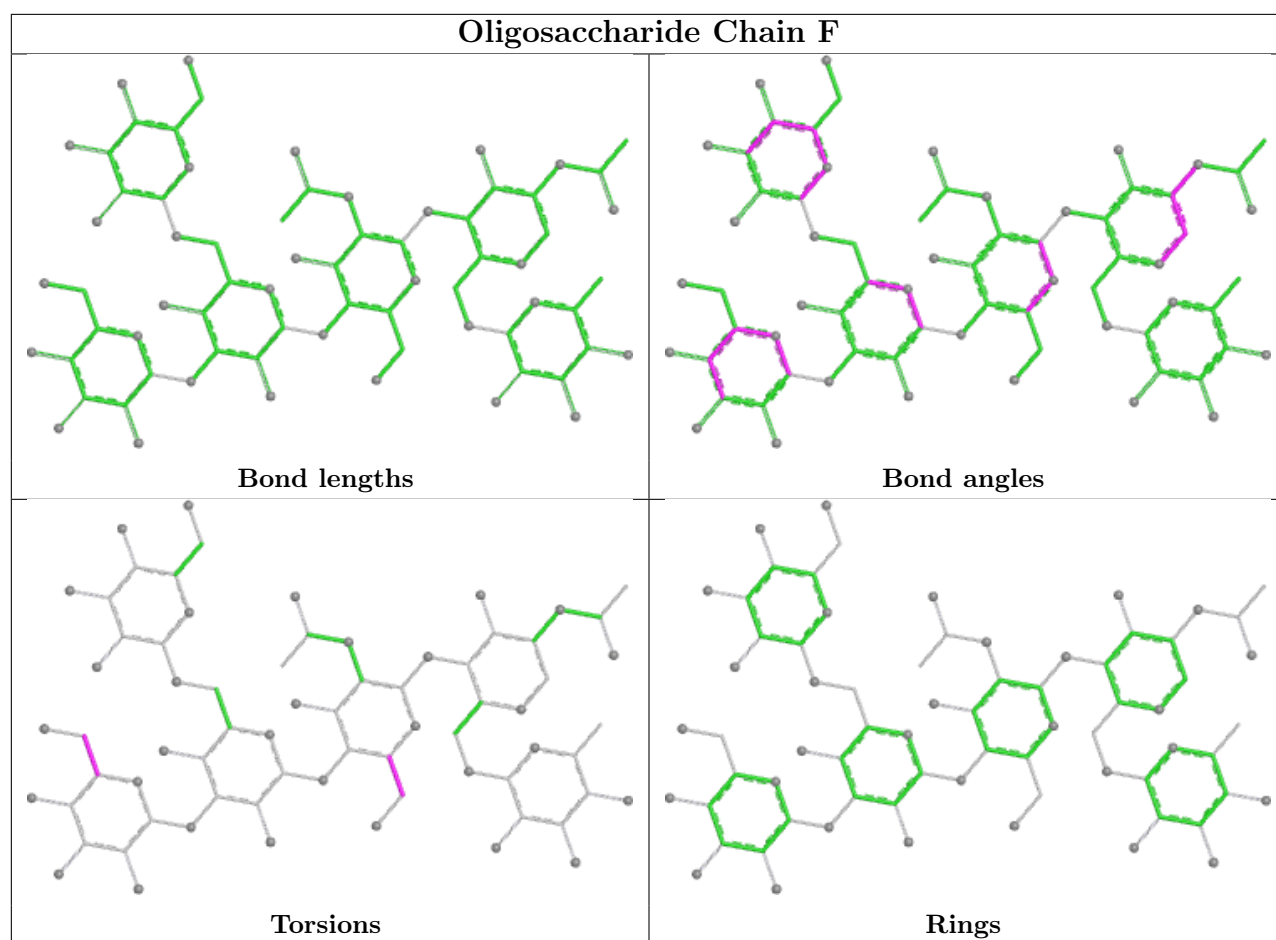 Oligosaccharide Chain F
Bond lengths
Bond angles
Torsions
Rings